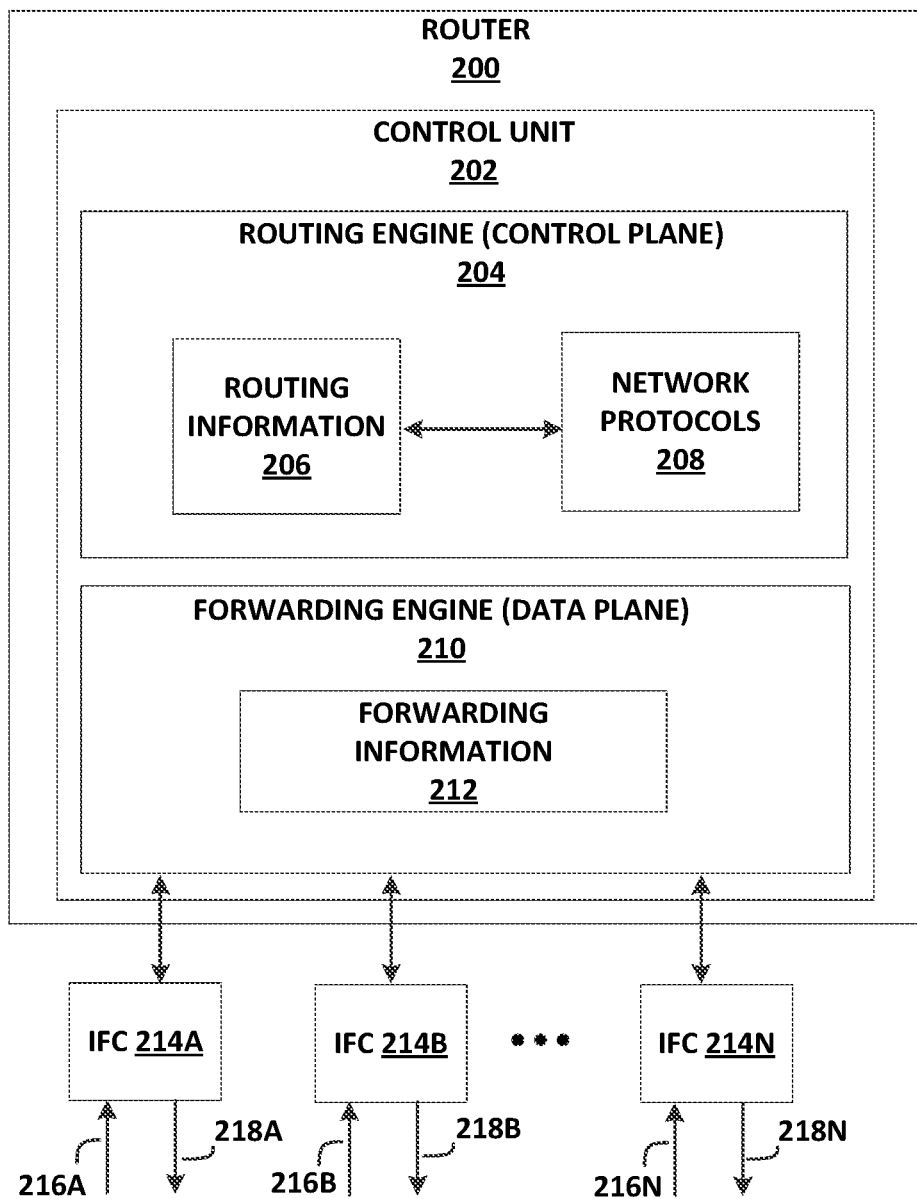 ROUTER
200
CONTROL UNIT
202
ROUTING ENGINE (CONTROL PLANE)
204
ROUTING
INFORMATION
206
NETWORK
PROTOCOLS
208
FORWARDING ENGINE (DATA PLANE)
210
FORWARDING
INFORMATION
212
IFC 214A
IFC 214B
IFC 214N
216A
218A
216B
218B
216N
218N